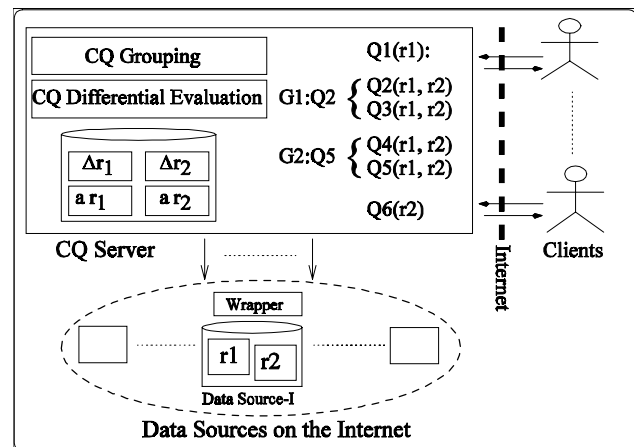 CQ Grouping
CQ Differential Evaluation
Δr1
Δr2
a r1
a r2
Q1(r1):
G1:Q2 { Q2(r1, r2)
Q3(r1, r2)
G2:Q5 { Q4(r1, r2)
Q5(r1, r2)
Q6(r2)
CQ Server
Internet
Clients
Wrapper
r1
r2
Data Source-I
Data Sources on the Internet